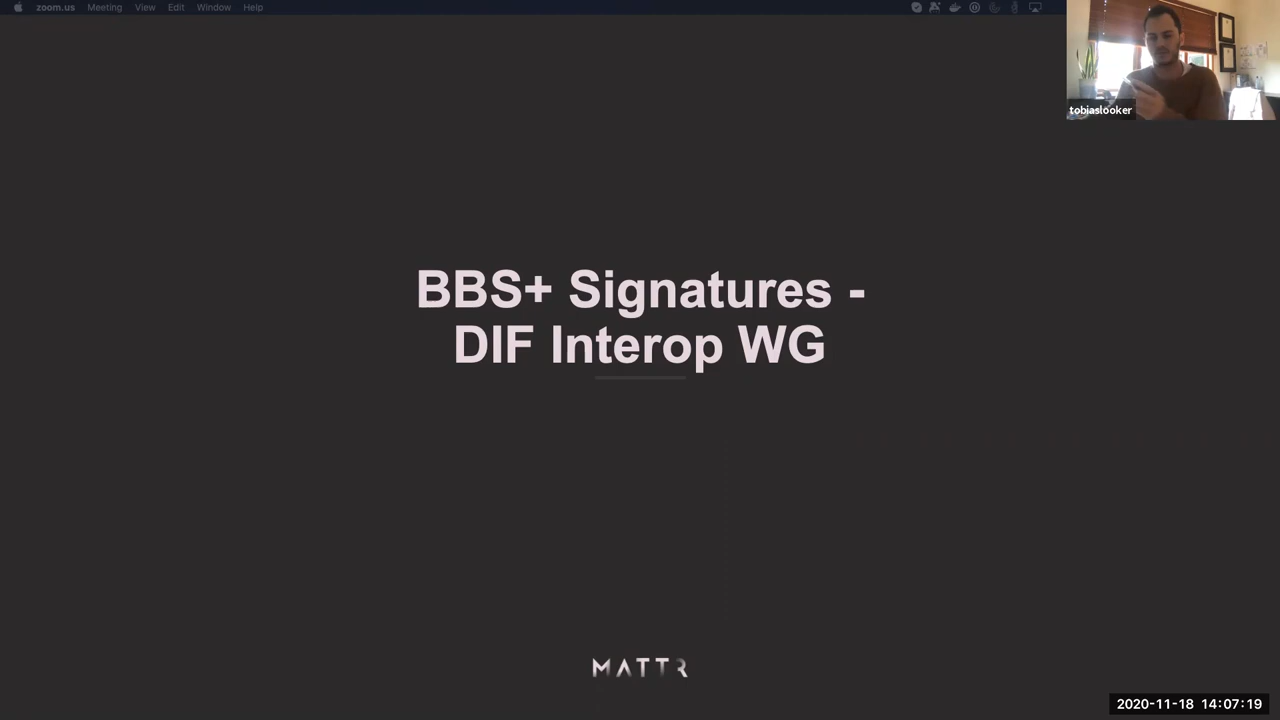 zoom.us Meeting View Edit Window Help
tobiaslooker
BBS+ Signatures -
DIF Interop WG
MATTR
2020-11-18 14:07:19